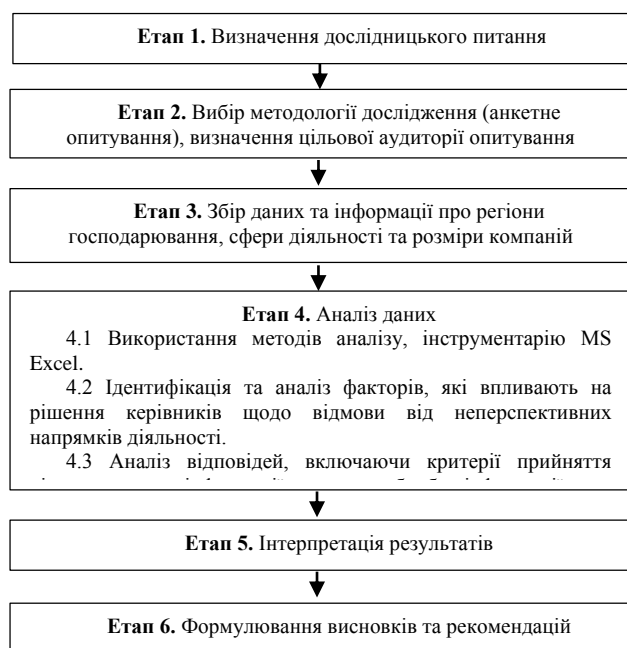 Етап 1. Визначення дослідницького питання
Етап 2. Вибір методології дослідження (анкетне
опитування), визначення цільової аудиторії опитування
Етап 3. Збір даних та інформації про регіони
господарювання, сфери діяльності та розміри компаній
Етап 4. Аналіз даних
4.1 Використання методів аналізу, інструментарію MS
Excel.
4.2 Ідентифікація та аналіз факторів, які впливають на
рішення керівників щодо відмови від неперспективних
напрямків діяльності.
4.3 Аналіз відповідей, включаючи критерії прийняття
Етап 5. Інтерпретація результатів
Етап 6. Формулювання висновків та рекомендацій